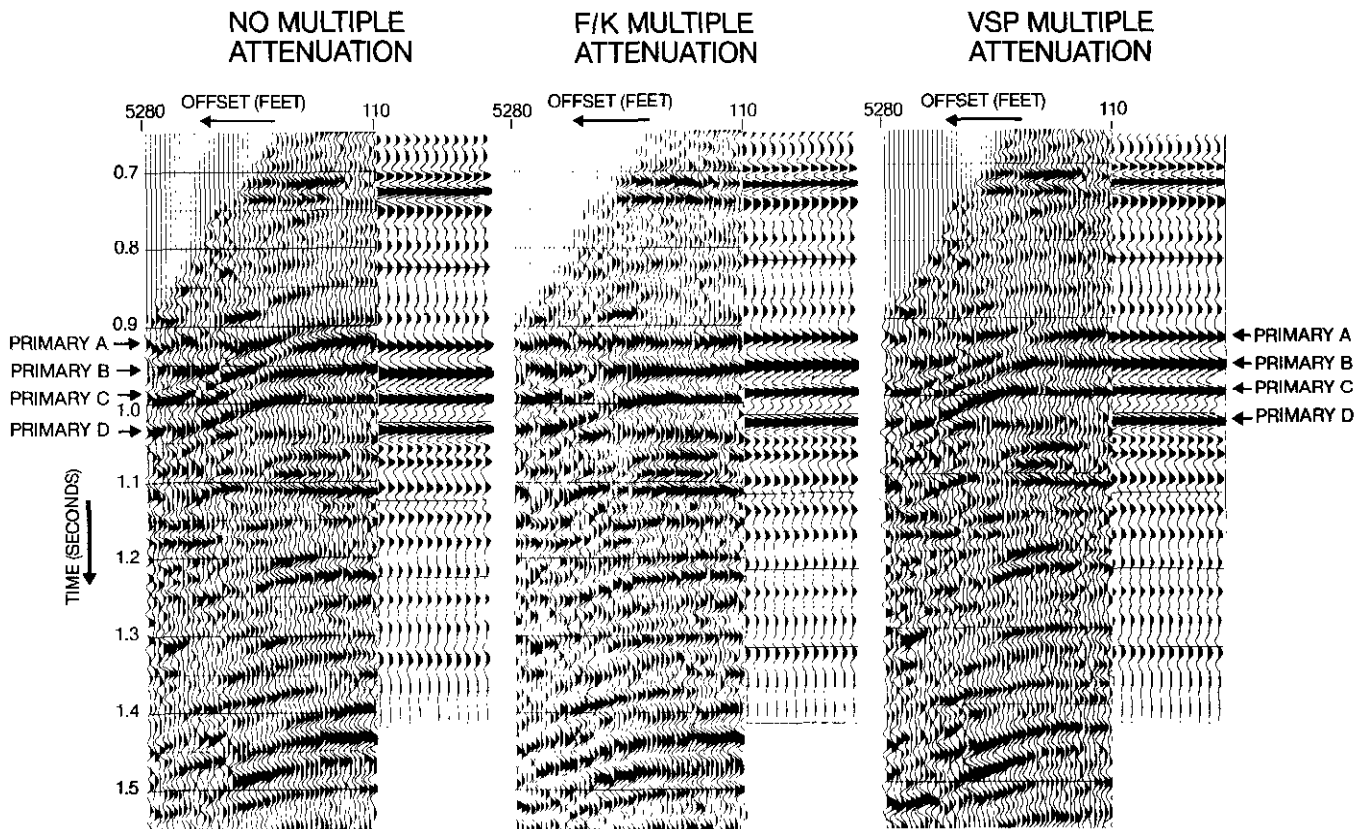 NO MULTIPLE
ATTENUATION
F/K MULTIPLE
ATTENUATION
VSP MULTIPLE
ATTENUATION
5280 OFFSET (FEET) 110
5280 OFFSET (FEET) 110
5280 OFFSET (FEET) 110
0.7
0.8
0.9
PRIMARY A
PRIMARY B
PRIMARY C
1.0
PRIMARY D
1.1
1.2
1.3
1.4
1.5
TIME (SECONDS)
PRIMARY A
PRIMARY B
PRIMARY C
PRIMARY D